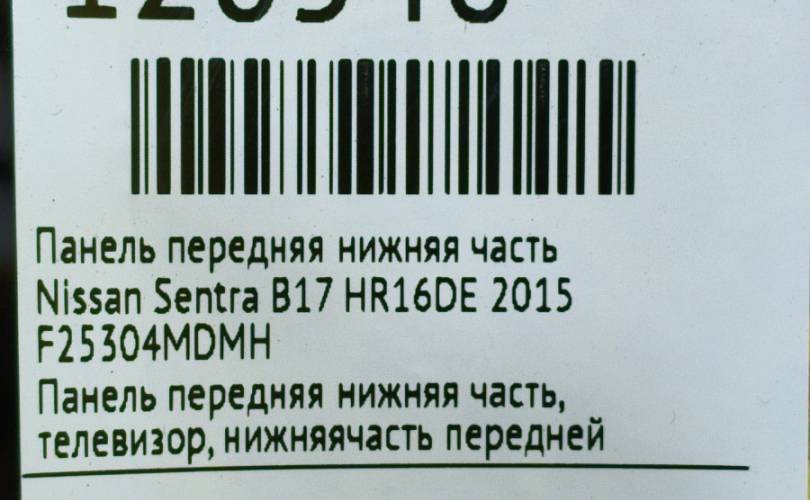 Панель передняя нижняя часть
Nissan Sentra B17 HR16DE 2015
F25304MDMH
Панель передняя нижняя часть,
телевизор, нижняячасть передней